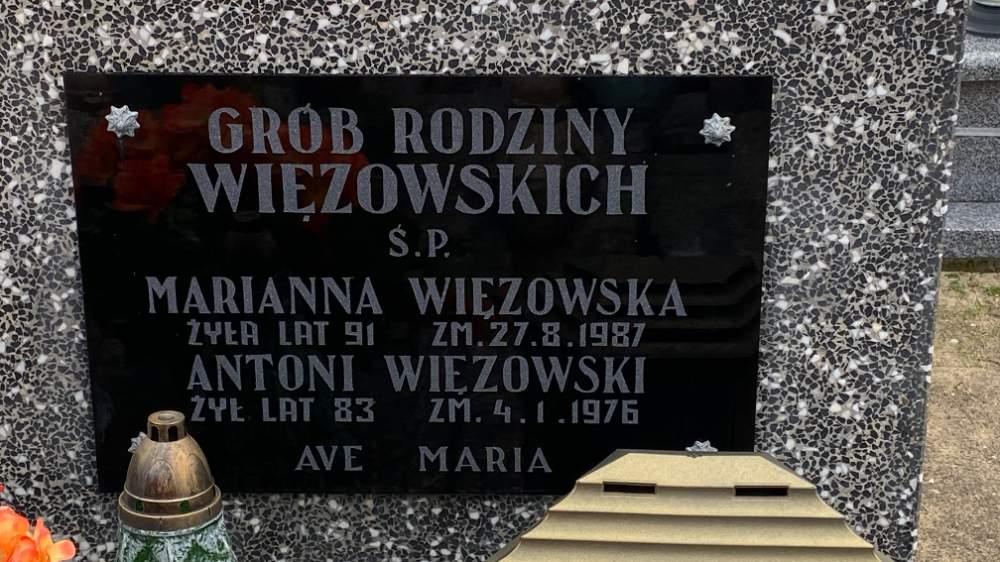 GRÓB RODZINY
WIĘZOWSKICH
Ś.P.
MARIANNA WIĘZOWSKA
ŻYŁA LAT 91 ZM. 27.8.1987
ANTONI WIĘZOWSKI
ŻYŁ LAT 83 ZM. 4.1.1976
AVE MARIA